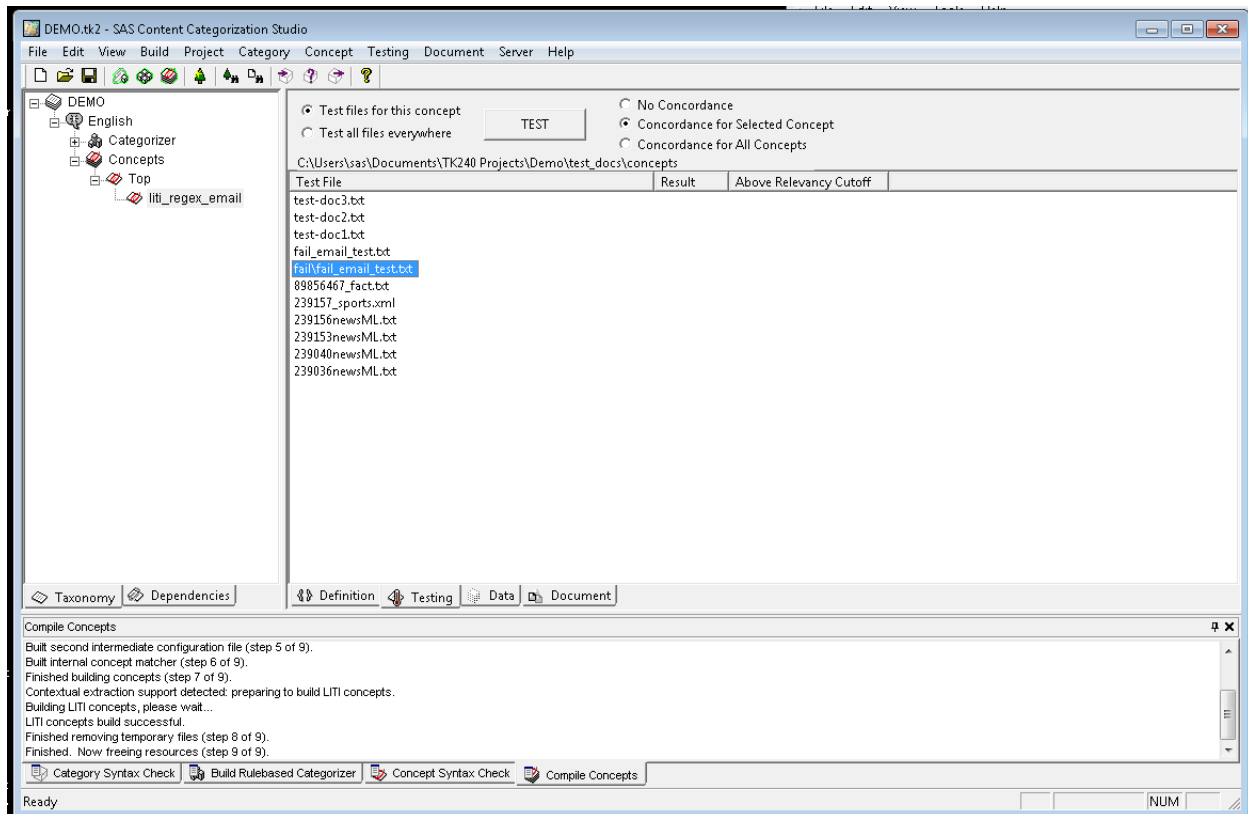 DEMO.tk2 - SAS Content Categorization Studio
File Edit View Build Project Category Concept Testing Document Server Help
DEMO
English
Categorizer
Concepts
Top
liti_regex_email
Test files for this concept
Test all files everywhere
TEST
No Concordance
Concordance for Selected Concept
Concordance for All Concepts
C:\Users\sas\Documents\TK240 Projects\Demo\test_docs\concepts
Test File Result Above Relevancy Cutoff
test-doc3.txt
test-doc2.txt
test-doc1.txt
fail_email_test.txt
fail\fail_email_test.txt
89856467_fact.txt
239157_sports.xml
239156newsML.txt
239153newsML.txt
239040newsML.txt
239036newsML.txt
Taxonomy Dependencies
Definition Testing Data Document
Compile Concepts
Built second intermediate configuration file (step 5 of 9).
Built internal concept matcher (step 6 of 9).
Finished building concepts (step 7 of 9).
Contextual extraction support detected: preparing to build LITI concepts.
Building LITI concepts, please wait...
LITI concepts build successful.
Finished removing temporary files (step 8 of 9).
Finished. Now freeing resources (step 9 of 9).
Category Syntax Check Build Rulebased Categorizer Concept Syntax Check Compile Concepts
Ready NUM